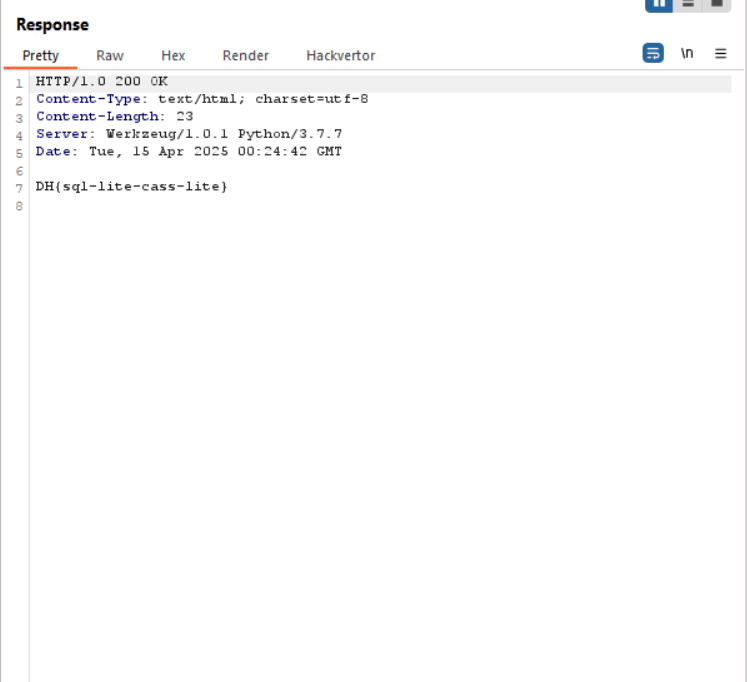 Response
Pretty Raw Hex Render Hackvertor
\n
1 HTTP/1.0 200 OK
2 Content-Type: text/html; charset=utf-8
3 Content-Length: 23
4 Server: Werkzeug/1.0.1 Python/3.7.7
5 Date: Tue, 15 Apr 2025 00:24:42 GMT
6
7 DH{sql-lite-cass-lite}
8